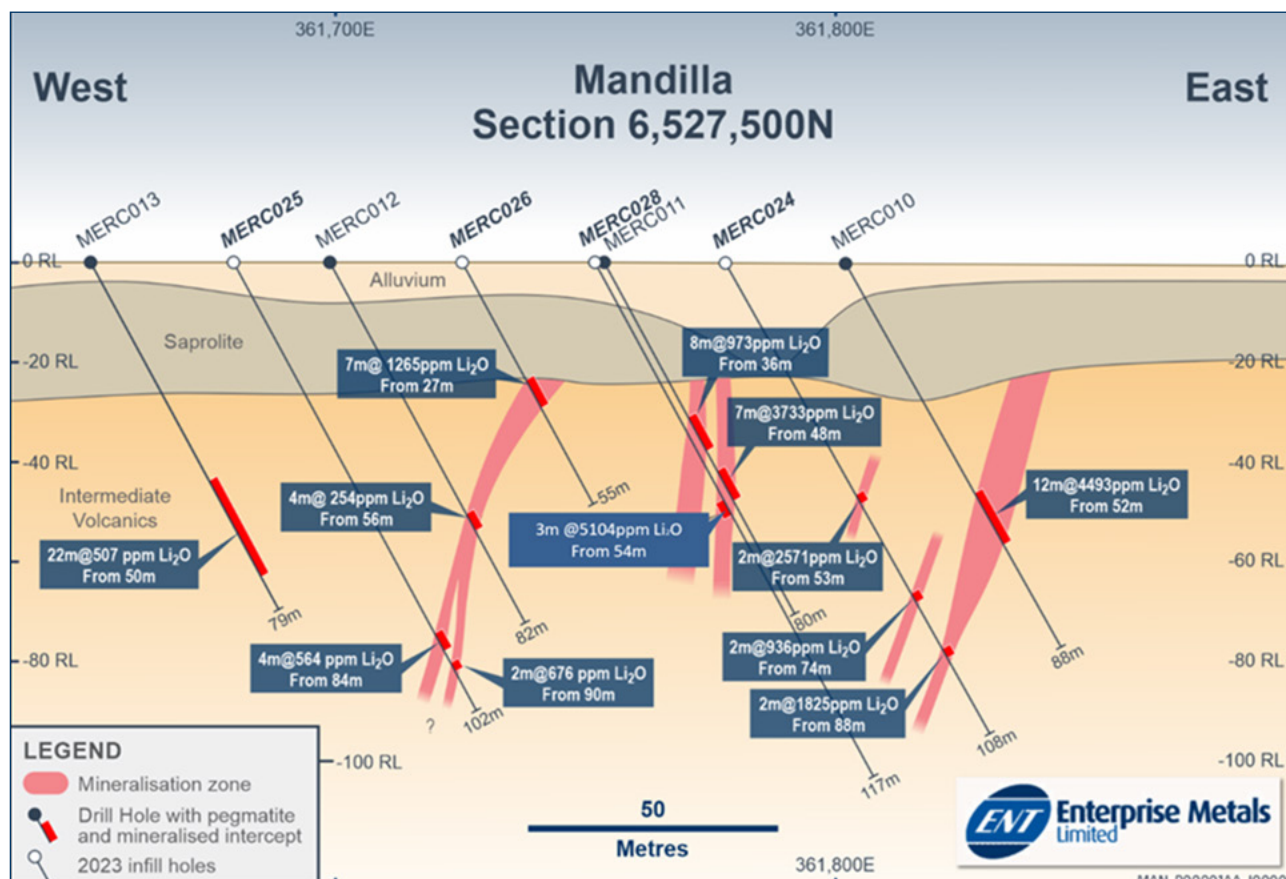 361,700E
361,800E
West
Mandilla
East
Section 6,527,500N
MERC013
MERC025
MERC012
MERC026
MERC028
MERC011
MERC024
MERC010
0 RL
0 RL
Alluvium
Saprolite
-20 RL
-20 RL
8m@973ppm Li₂O
From 36m
7m@ 1265ppm Li₂O
From 27m
7m@3733ppm Li₂O
From 48m
-40 RL
-40 RL
Intermediate
Volcanics
4m@ 254ppm Li₂O
From 56m
55m
12m@4493ppm Li₂O
From 52m
3m @5104ppm Li₂O
From 54m
22m@507 ppm Li₂O
From 50m
2m@2571ppm Li₂O
From 53m
-60 RL
79m
82m
80m
88m
4m@564 ppm Li₂O
From 84m
2m@676 ppm Li₂O
From 90m
2m@936ppm Li₂O
From 74m
-80 RL
-80 RL
2m@1825ppm Li₂O
From 88m
?
102m
108m
117m
-100 RL
-100 RL
LEGEND
Mineralisation zone
Drill Hole with pegmatite
and mineralised intercept
2023 infill holes
50
Metres
ENT
Enterprise Metals
Limited
361,800E